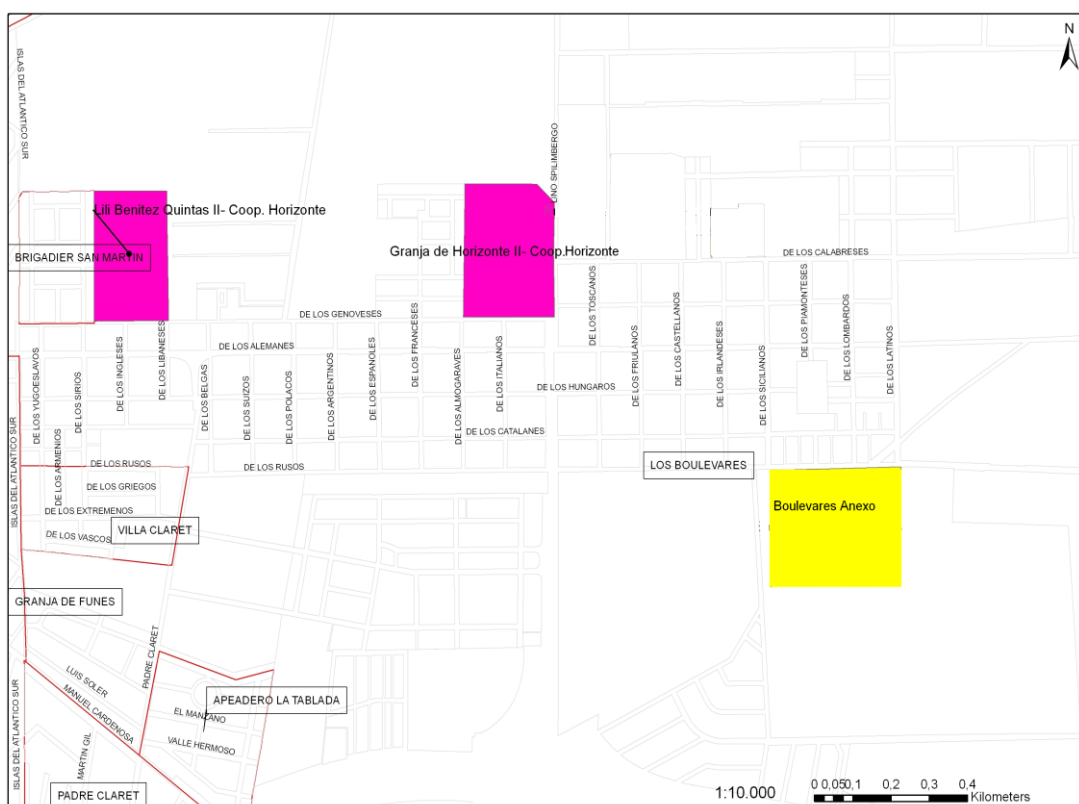 N
ISLAS DEL ATLANTICO SUR
LINO SPILIMBERGO
Lili Benitez Quintas II- Coop. Horizonte
BRIGADIER SAN MARTIN
Granja de Horizonte II- Coop.Horizonte
DE LOS CALABRESES
DE LOS GENOVESES
DE LOS ALEMANES
DE LOS HUNGAROS
DE LOS YUGOESLAVOS
DE LOS SIRIOS
DE LOS INGLESES
DE LOS LIBANESES
DE LOS BELGAS
DE LOS SUIZOS
DE LOS POLACOS
DE LOS ARGENTINOS
DE LOS ESPANOLES
DE LOS FRANCESES
DE LOS ALMOGRAVES
DE LOS ITALIANOS
DE LOS TOSCANOS
DE LOS FRIULANOS
DE LOS CASTELLANOS
DE LOS IRLANDESES
DE LOS SICILIANOS
DE LOS PIAMONTESES
DE LOS LOMBARDOS
DE LOS LATINOS
DE LOS CATALANES
DE LOS ARMENIOS
DE LOS RUSOS
DE LOS RUSOS
LOS BOULEVARES
ISLAS DEL ATLANTICO SUR
DE LOS GRIEGOS
DE LOS EXTREMENOS
Boulevares Anexo
VILLA CLARET
DE LOS VASCOS
GRANJA DE FUNES
PADRE CLARET
LUIS SOLER
MANUEL CARDENOSA
APEADERO LA TABLADA
EL MANZANO
VALLE HERMOSO
ISLAS DEL ATLANTICO SUR
MARTIN GIL
PADRE CLARET
1:10.000
0 0,05 0,1 0,2 0,3 0,4
Kilometers